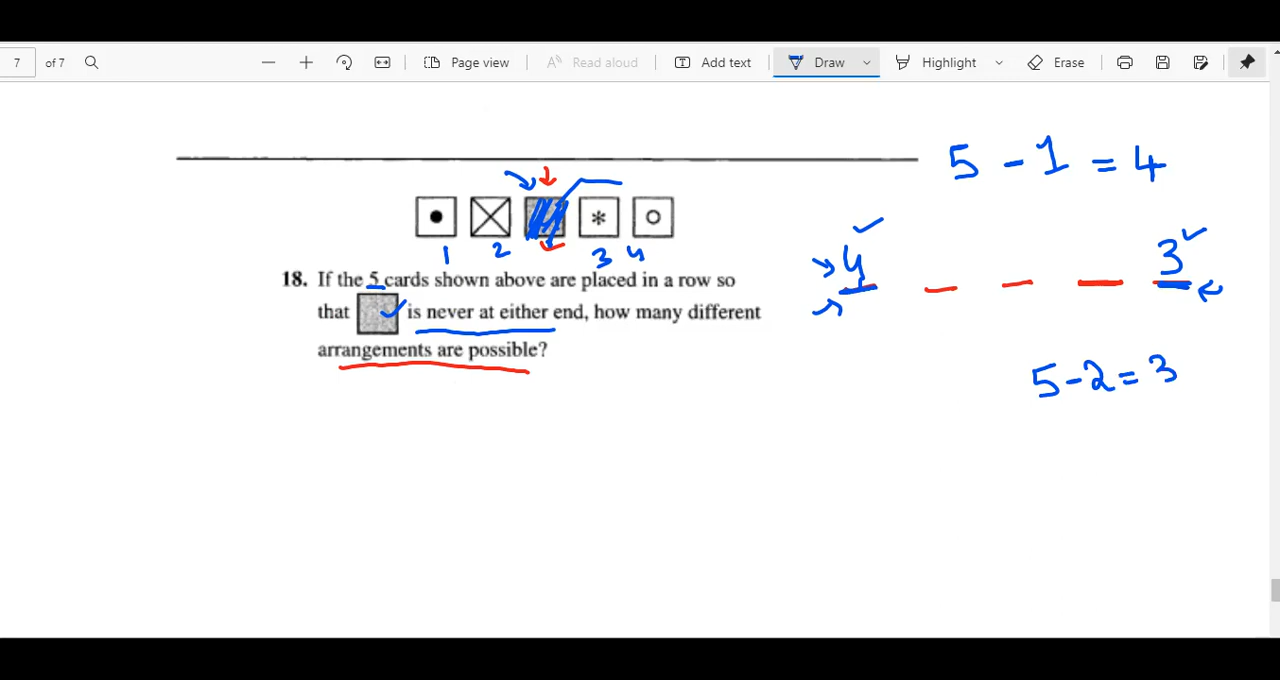 7 of 7 Page view Read aloud Add text Draw Highlight Erase
5 - 1 = 4
1 2 3 4
4 3
18. If the 5 cards shown above are placed in a row so
that is never at either end, how many different
arrangements are possible?
5-2=3